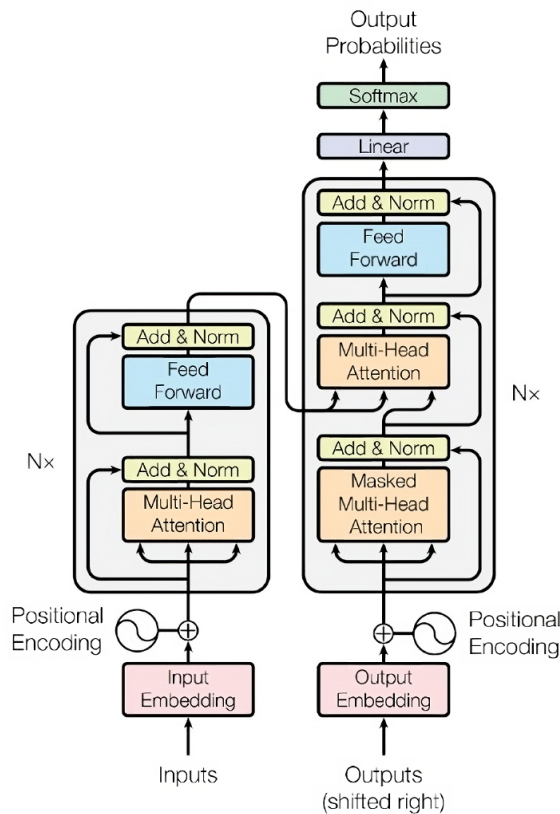 Output
Probabilities
Softmax
Linear
Add & Norm
Feed
Forward
Add & Norm
Multi-Head
Attention
Add & Norm
Masked
Multi-Head
Attention
Nx
Positional
Encoding
Output
Embedding
Outputs
(shifted right)
Add & Norm
Feed
Forward
Add & Norm
Multi-Head
Attention
Nx
Positional
Encoding
Input
Embedding
Inputs